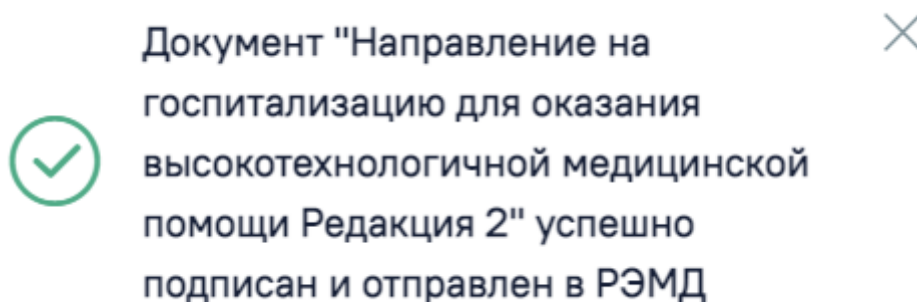 Документ "Направление на
госпитализацию для оказания
высокотехнологичной медицинской
помощи Редакция 2" успешно
подписан и отправлен в РЭМД